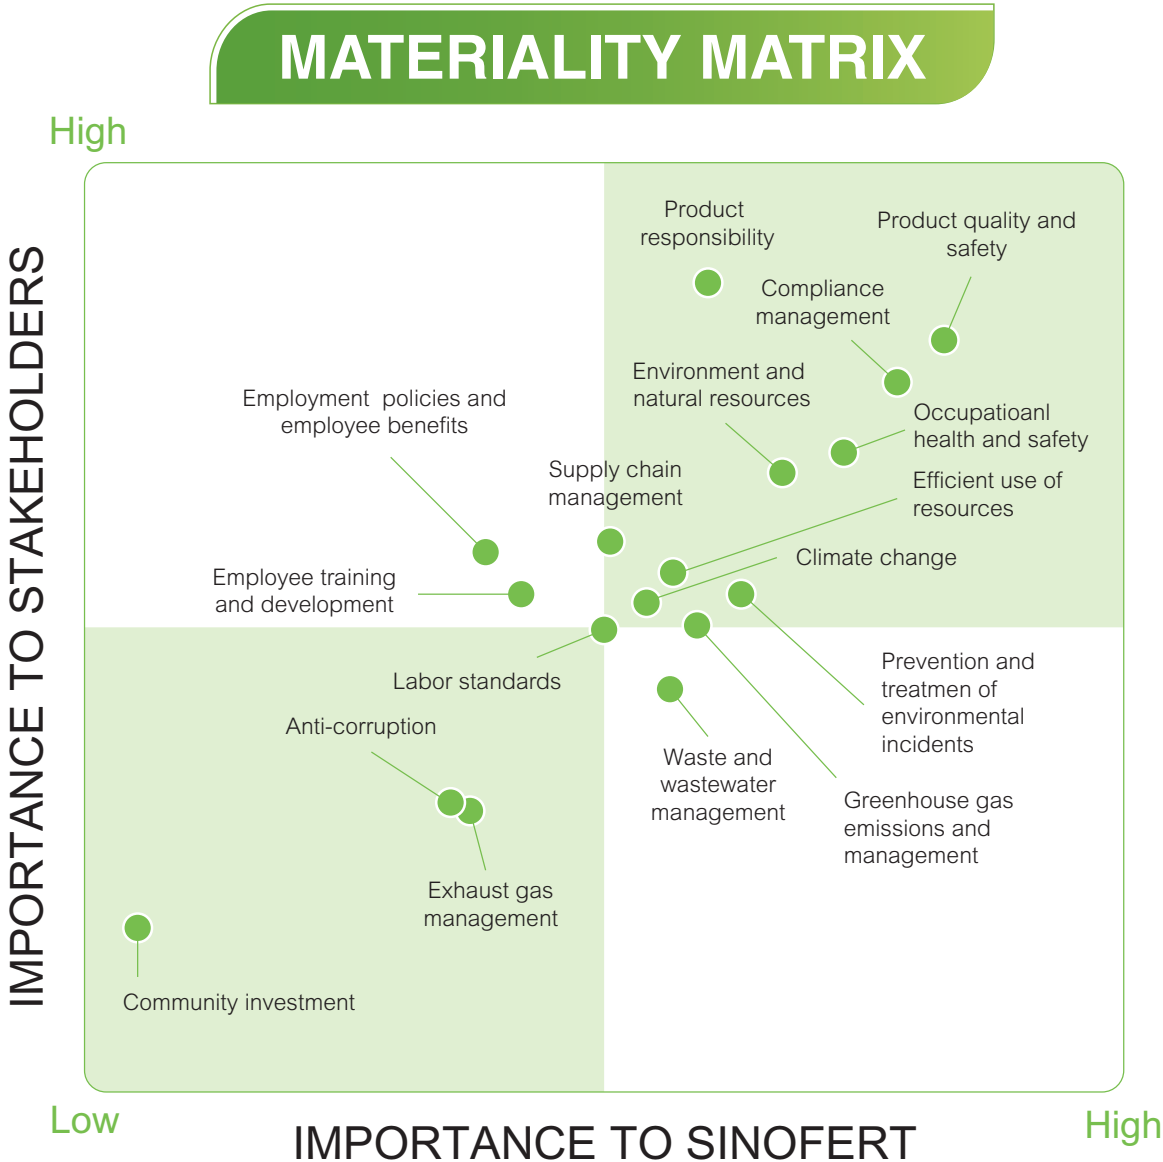 MATERIALITY MATRIX
High
IMPORTANCE TO STAKEHOLDERS
Product
responsibility
Product quality and
safety
Compliance
management
Environment and
natural resources
Employment policies and
employee benefits
Occupatioanl
health and safety
Supply chain
management
Efficient use of
resources
Climate change
Employee training
and development
Labor standards
Prevention and
treatmen of
environmental
incidents
Anti-corruption
Waste and
wastewater
management
Greenhouse gas
emissions and
management
Exhaust gas
management
Community investment
Low
IMPORTANCE TO SINOFERT
High